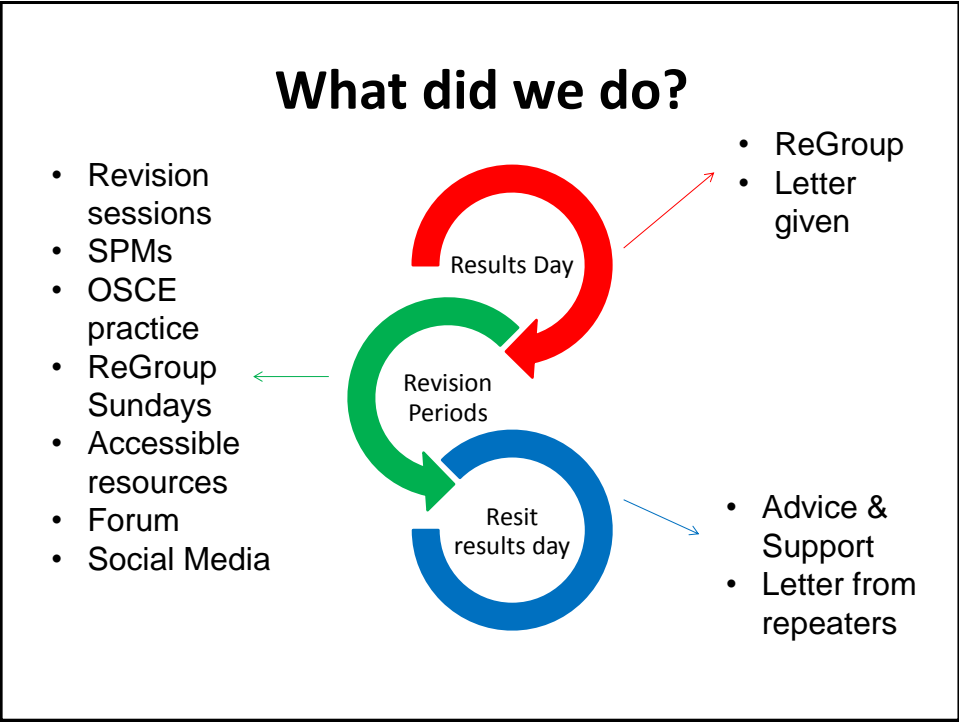 What did we do?
• Revision
sessions
• SPMs
• OSCE
practice
• ReGroup
Sundays
• Accessible
resources
• Forum
• Social Media
Results Day
Revision
Periods
Resit
results day
• ReGroup
• Letter
given
• Advice &
Support
• Letter from
repeaters